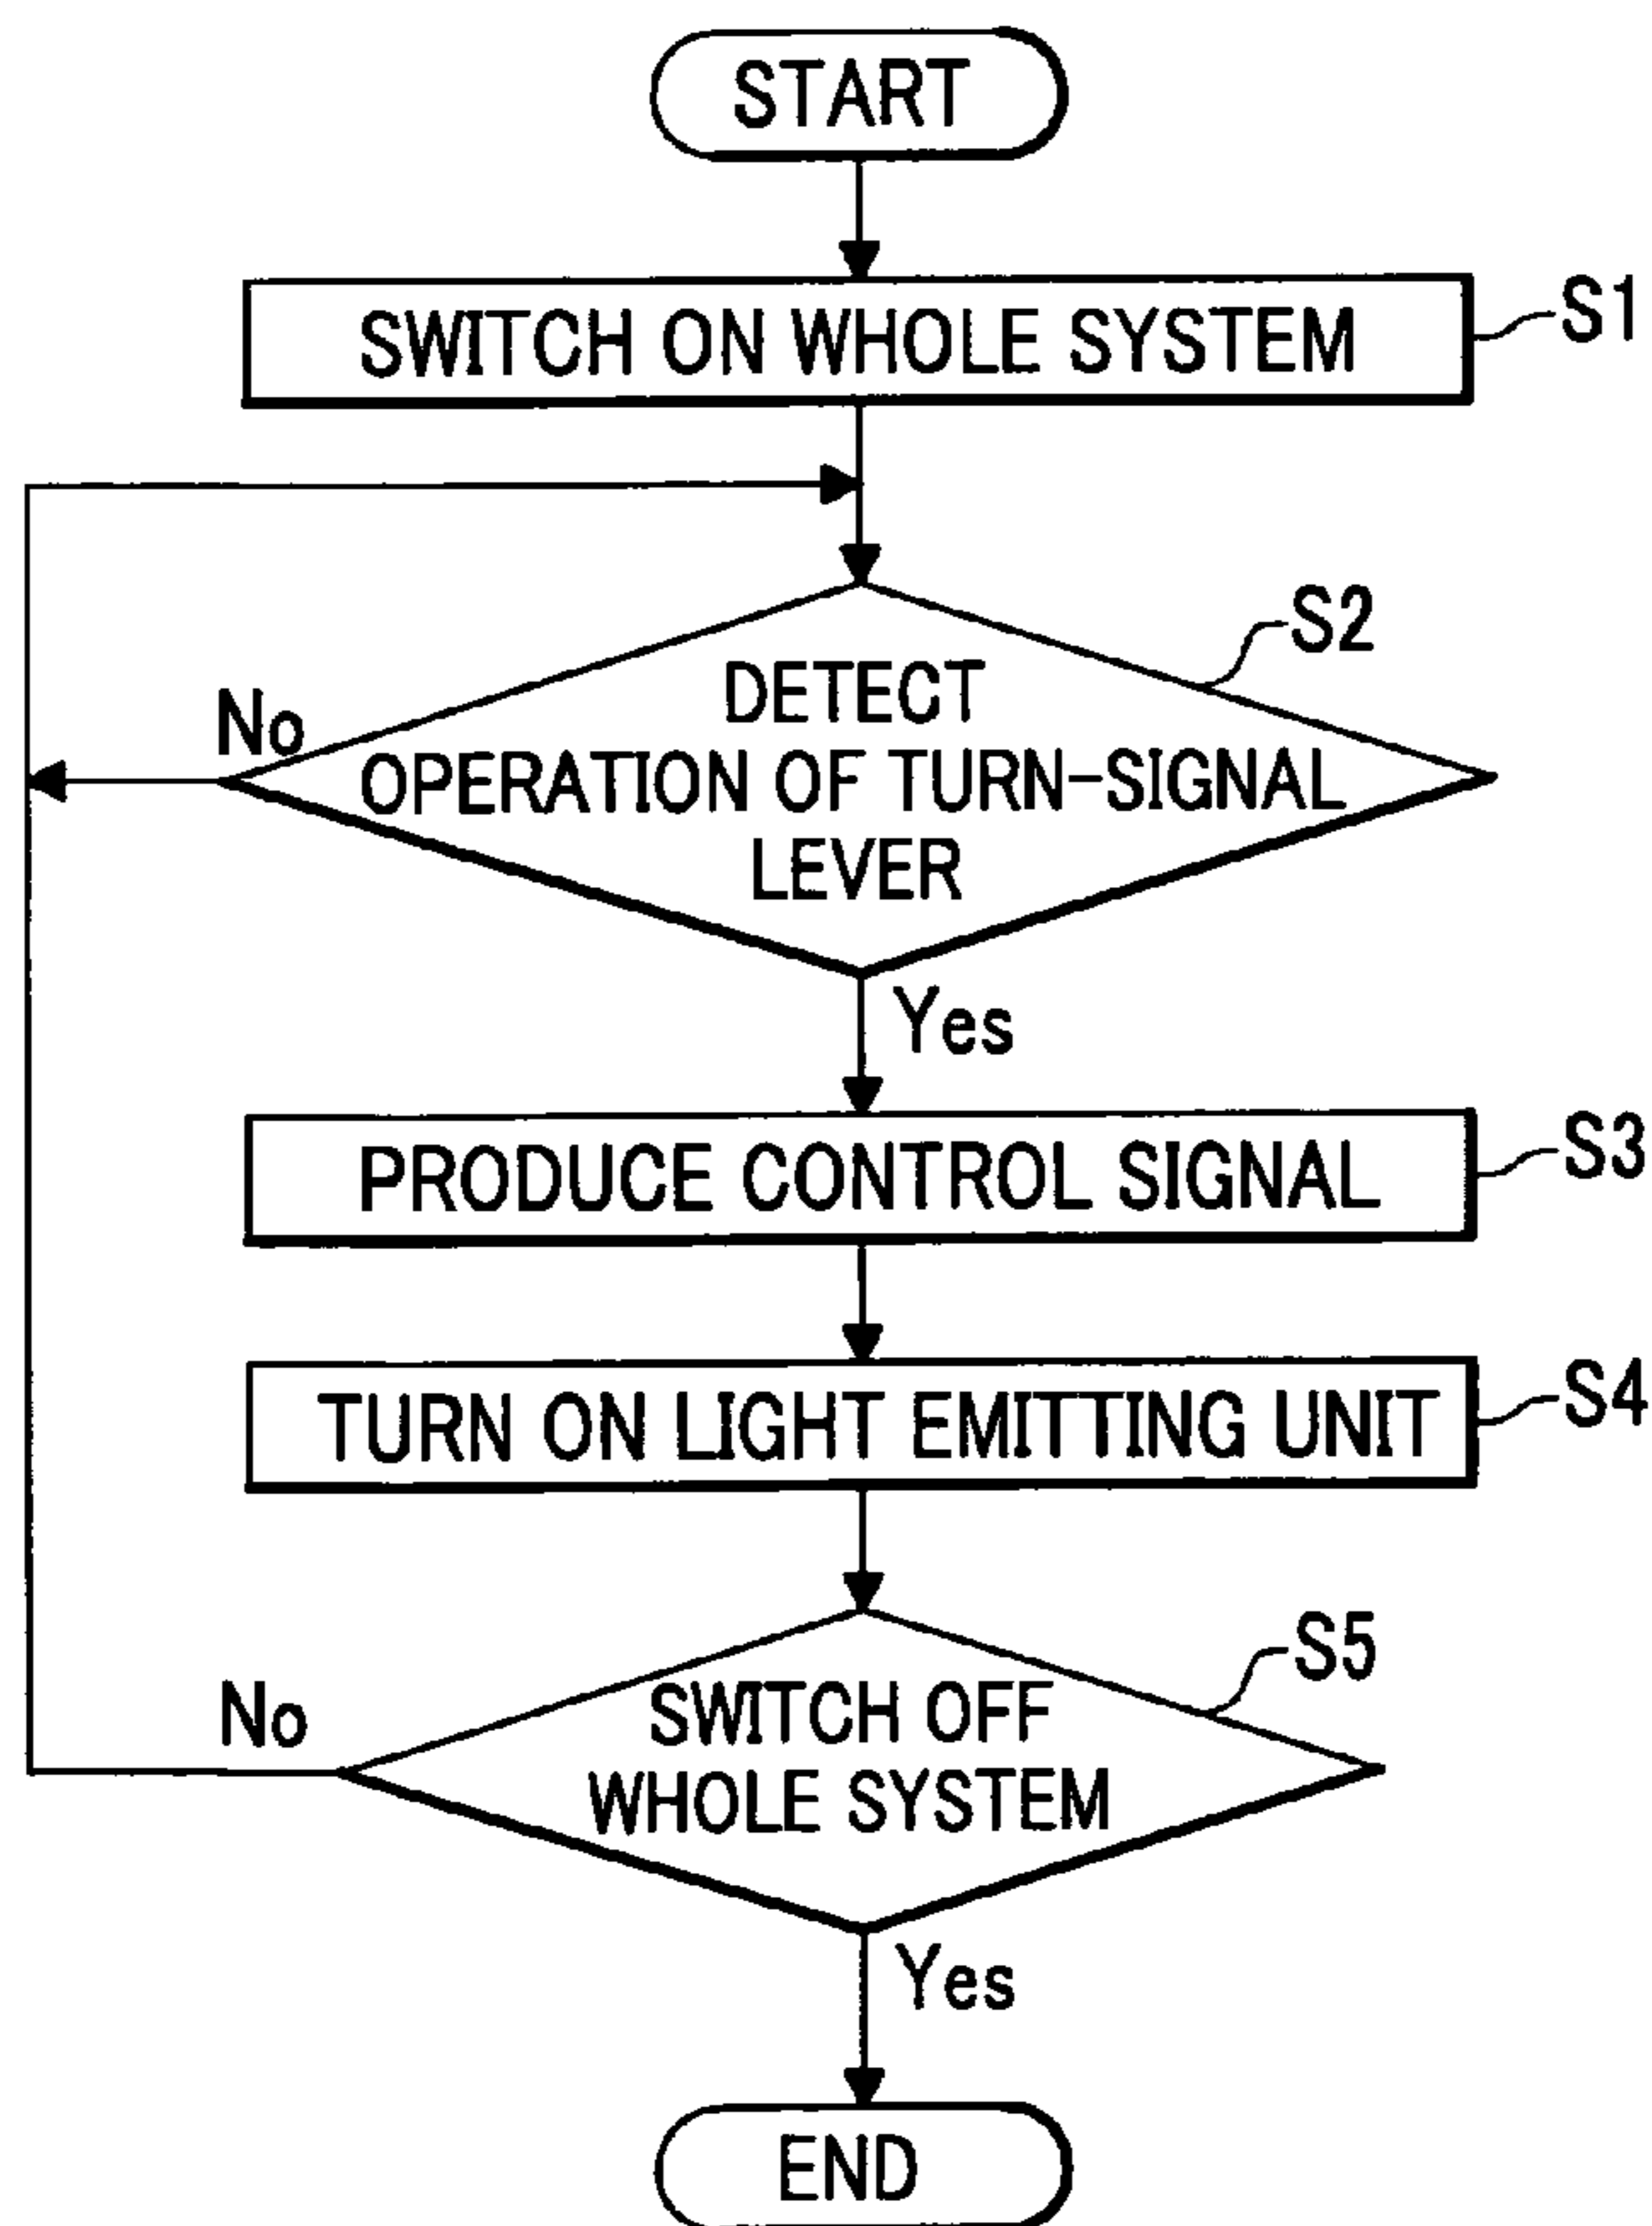 START
SWITCH ON WHOLE SYSTEM
S1
S2
DETECT
OPERATION OF TURN-SIGNAL
LEVER
No
Yes
PRODUCE CONTROL SIGNAL
S3
TURN ON LIGHT EMITTING UNIT
S4
S5
SWITCH OFF
WHOLE SYSTEM
No
Yes
END